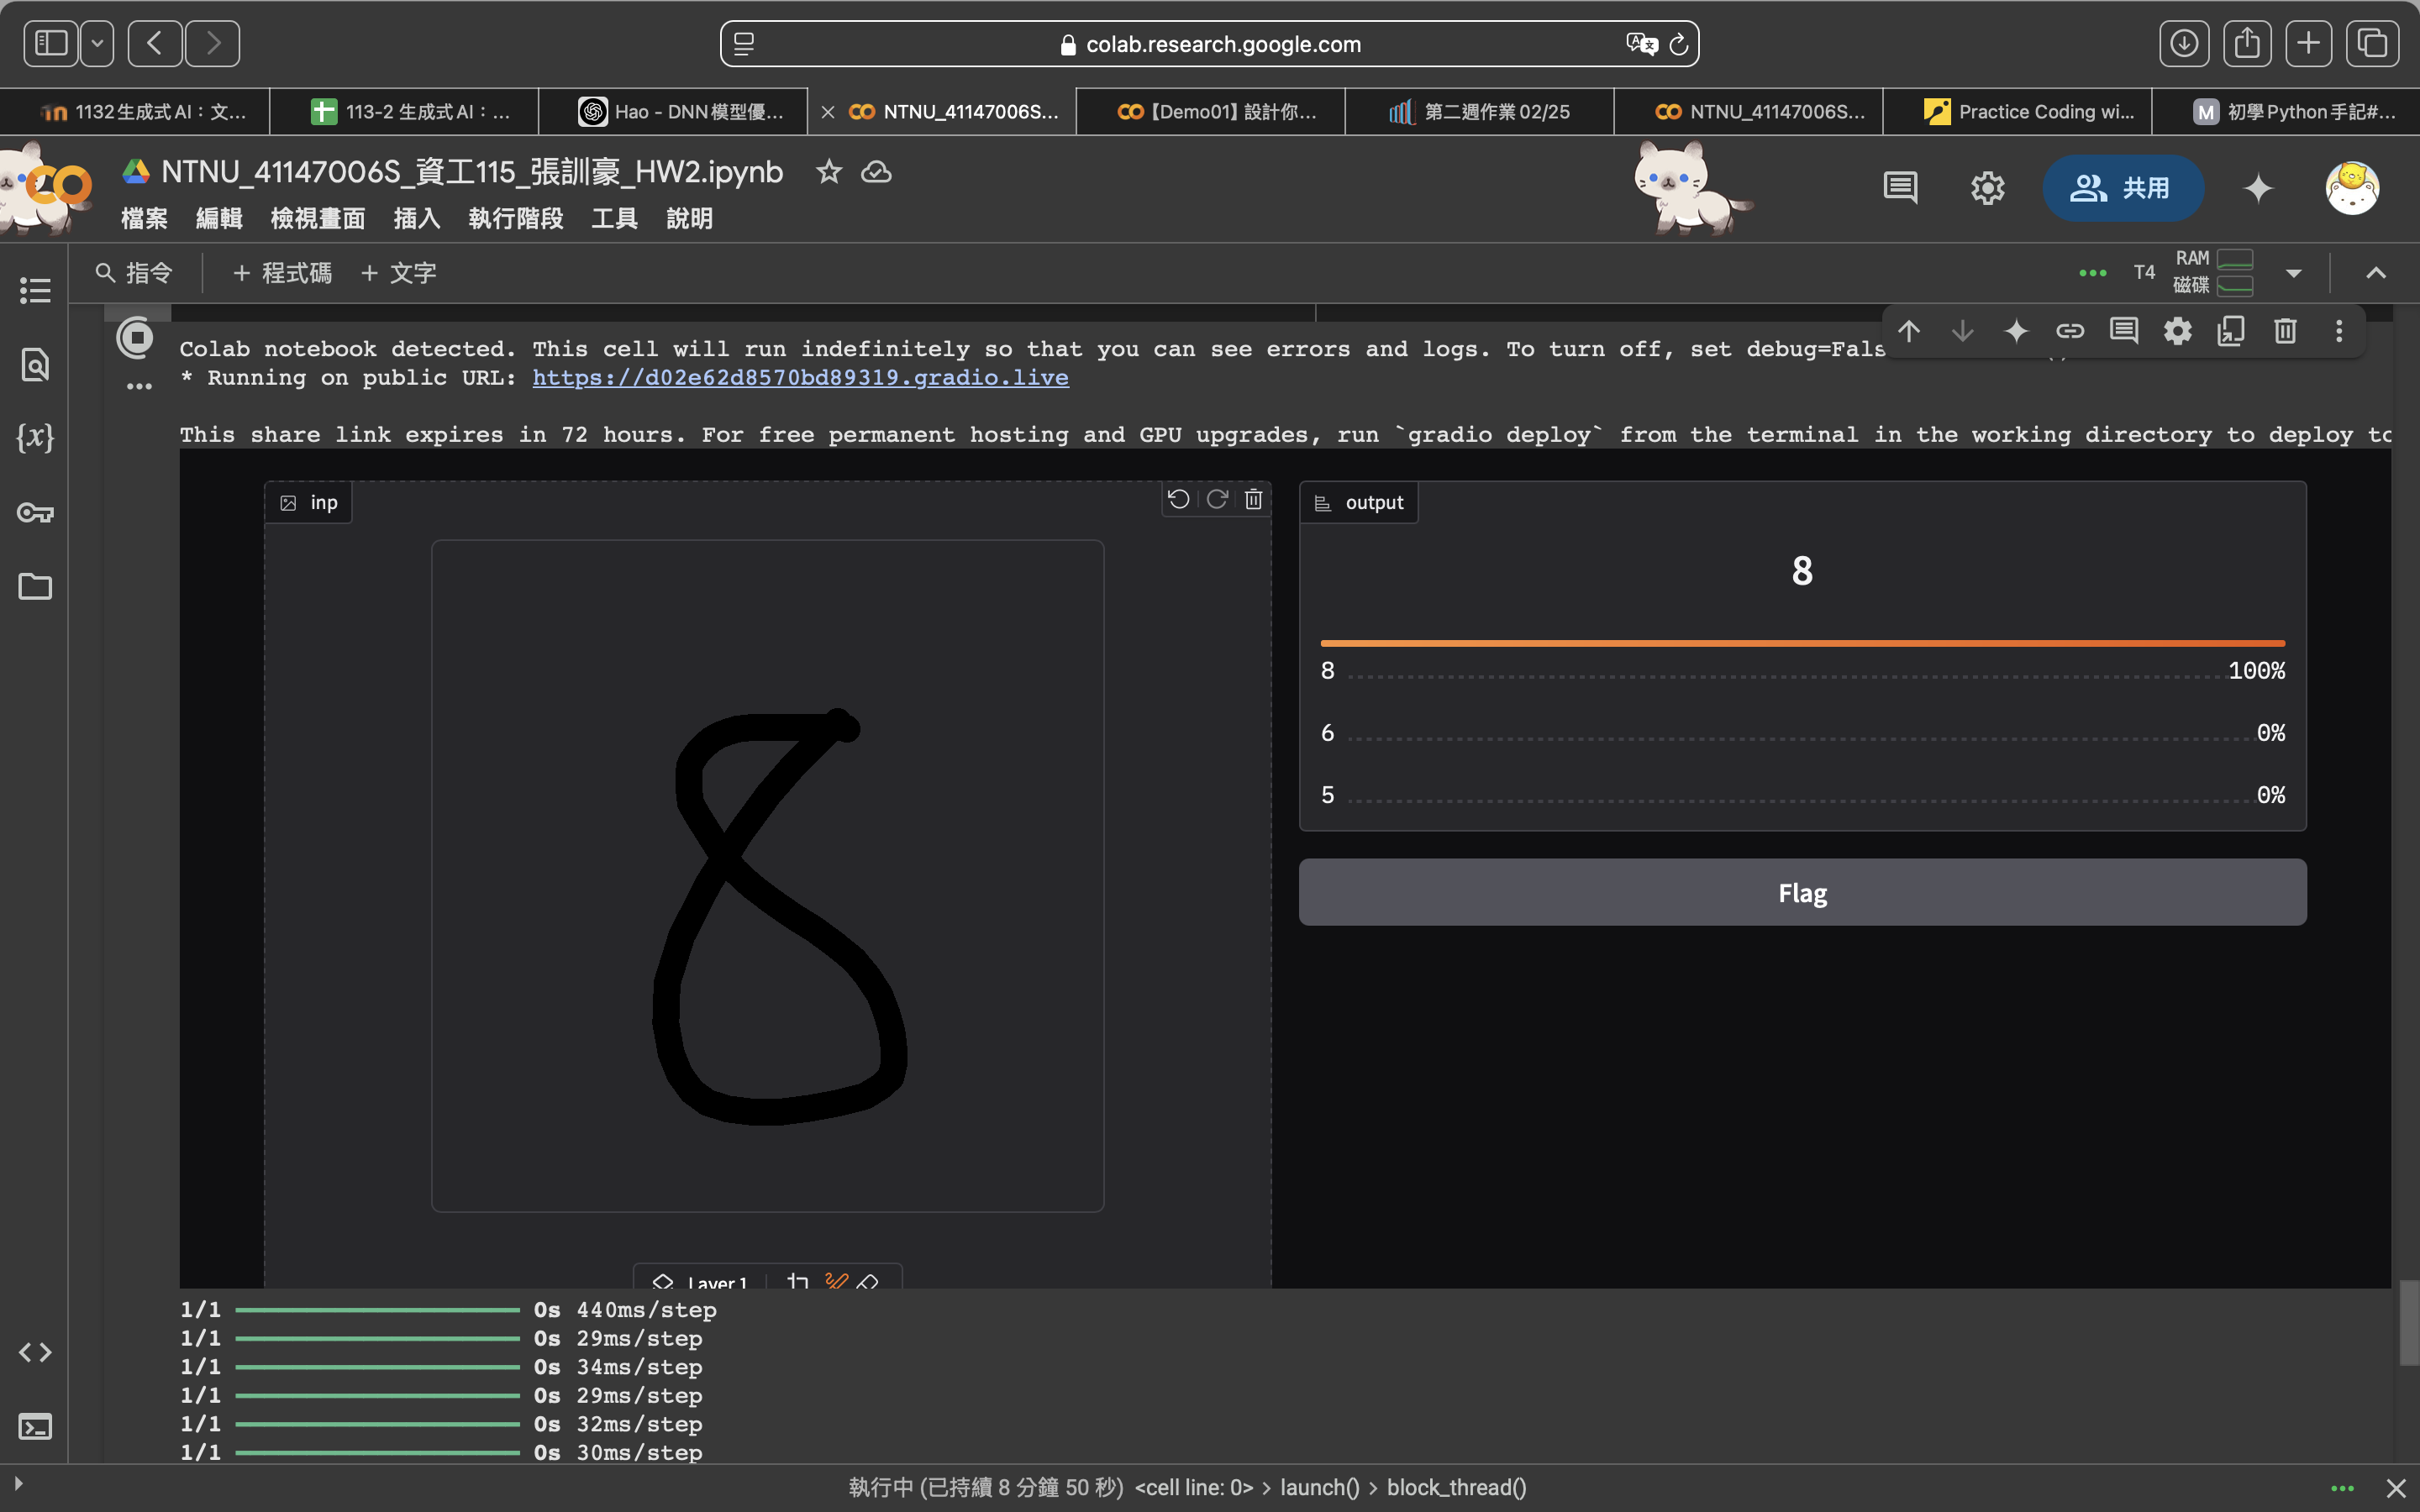 colab.research.google.com
1132生成式AI：文...
113-2 生成式AI：...
Hao - DNN模型優...
NTNU_41147006S...
【Demo01】設計你...
第二週作業 02/25
NTNU_41147006S...
Practice Coding wi...
M 初學Python手記#...
NTNU_41147006S_資工115_張訓豪_HW2.ipynb
共用
檔案 編輯 檢視畫面 插入 執行階段 工具 說明
指令 + 程式碼 + 文字
T4
RAM
磁碟
{x}
Colab notebook detected. This cell will run indefinitely so that you can see errors and logs. To turn off, set debug=Fals
* Running on public URL: https://d02e62d8570bd89319.gradio.live
This share link expires in 72 hours. For free permanent hosting and GPU upgrades, run `gradio deploy` from the terminal in the working directory to deploy to
inp
8
Layer 1
output
8
8 100%
6 0%
5 0%
Flag
1/1 0s 440ms/step
1/1 0s 29ms/step
1/1 0s 34ms/step
1/1 0s 29ms/step
1/1 0s 32ms/step
1/1 0s 30ms/step
執行中 (已持續 8 分鐘 50 秒) <cell line: 0> > launch() > block_thread()